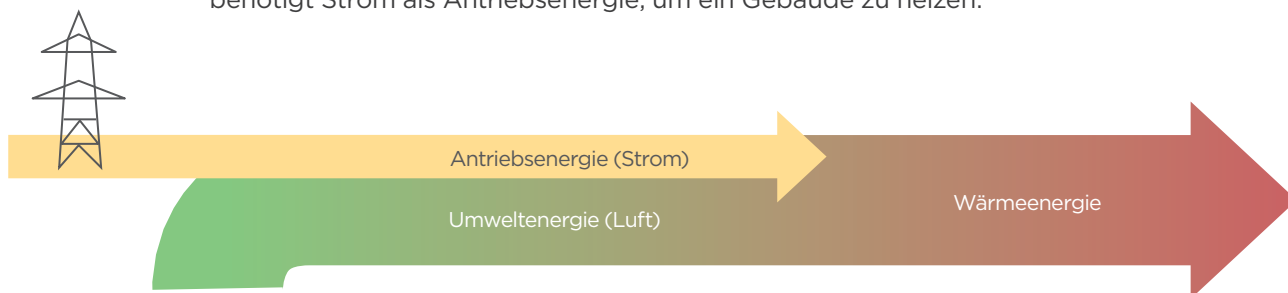 benötigt Strom als Antriebsenergie, um ein Gebäude zu heizen.
Antriebsenergie (Strom)
Umweltenergie (Luft)
Wärmeenergie